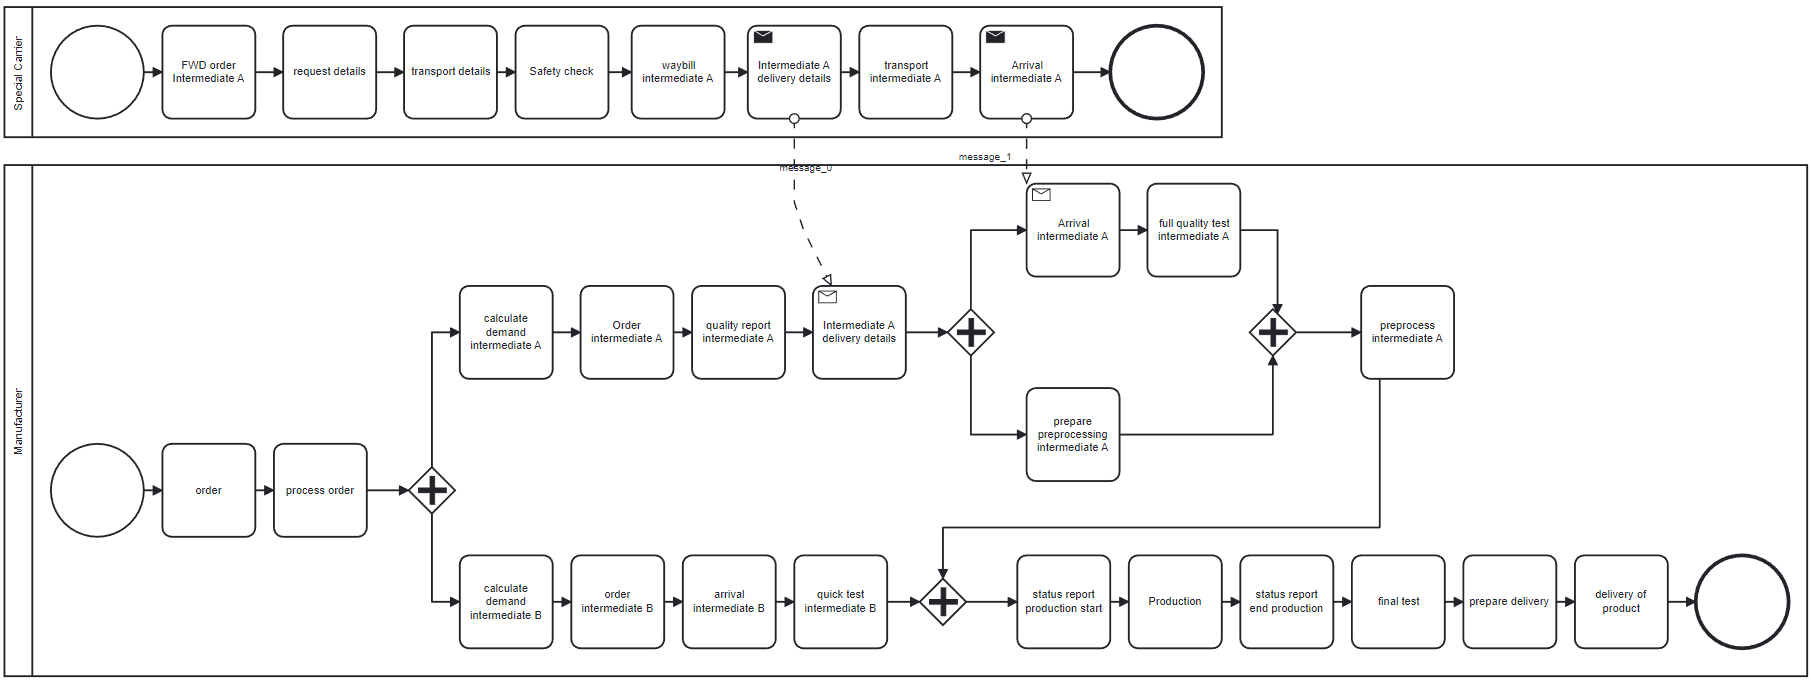 Special Carrier
FWD order
Intermediate A
request details
transport details
Safety check
waybill
intermediate A
Intermediate A
delivery details
transport
intermediate A
Arrival
intermediate A
message_0
message_1
Manufacturer
order
process order
calculate
demand
intermediate A
Order
intermediate A
quality report
intermediate A
Intermediate A
delivery details
Arrival
intermediate A
full quality test
intermediate A
prepare
preprocessing
intermediate A
preprocess
intermediate A
calculate
demand
intermediate B
order
intermediate B
arrival
intermediate B
quick test
intermediate B
status report
production start
Production
status report
end production
final test
prepare delivery
delivery of
product